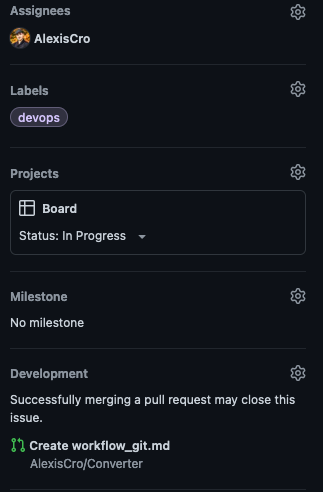 Assignees
AlexisCro
Labels
devops
Projects
Board
Status: In Progress
Milestone
No milestone
Development
Successfully merging a pull request may close this
issue.
Create workflow_git.md
AlexisCro/Converter